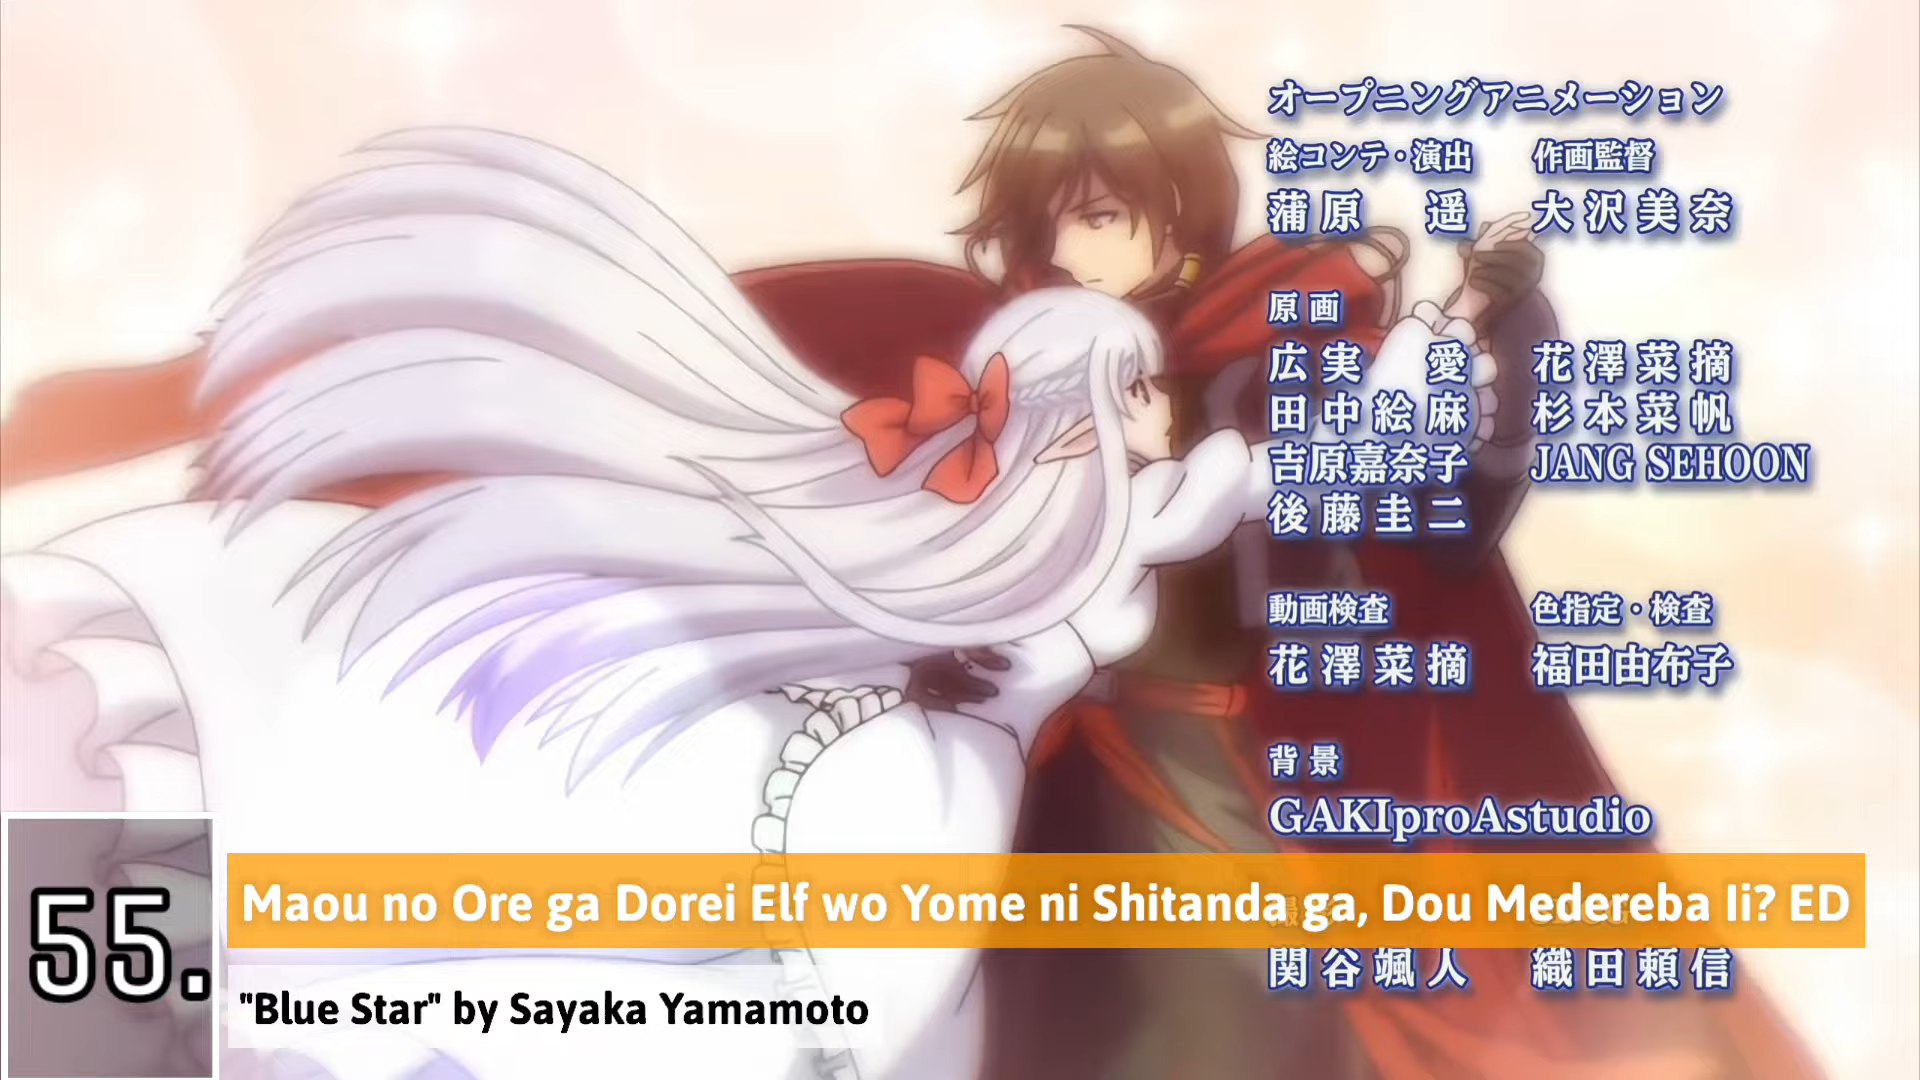 オープニングアニメーション
絵コンテ・演出 作画監督
蒲原 遥 大沢美奈
原画
広実 愛 花澤菜摘
田中絵麻 杉本菜帆
吉原嘉奈子 JANG SEHOON
後藤圭二
動画検査 色指定・検査
花澤菜摘 福田由布子
背景
GAKIproAstudio
55.
Maou no Ore ga Dorei Elf wo Yome ni Shitanda ga, Dou Medereba Ii? ED
関谷颯人 織田頼信
"Blue Star" by Sayaka Yamamoto